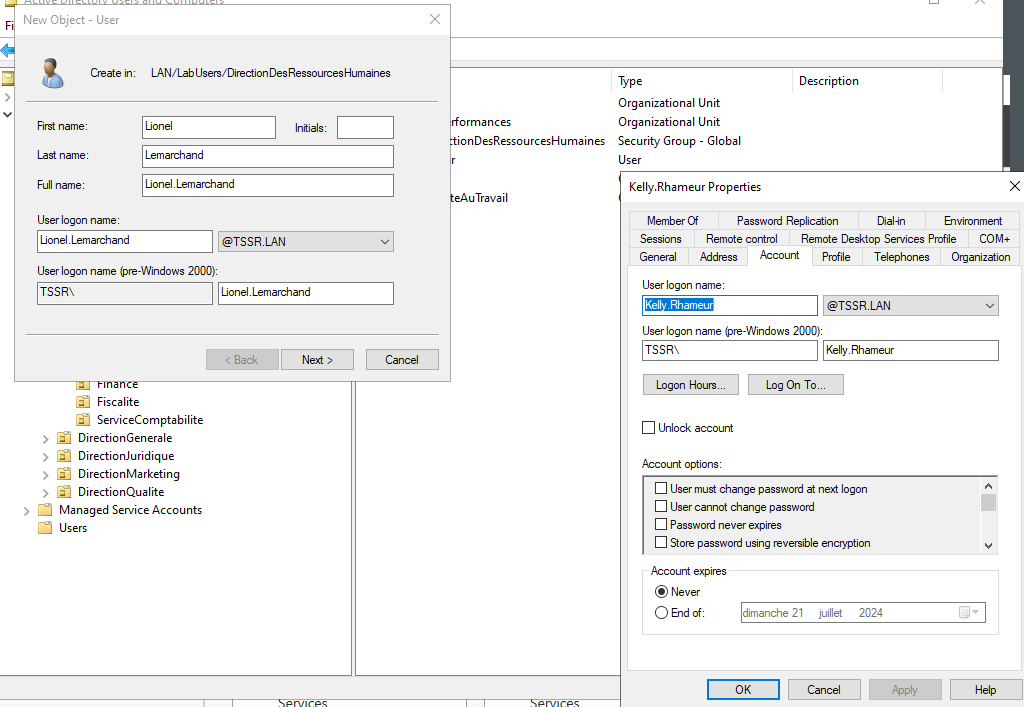 Active Directory Users and Computers
New Object - User
Create in: LAN/LabUsers/DirectionDesRessourcesHumaines
First name: Lionel Initials:
Last name: Lemarchand
Full name: Lionel.Lemarchand
User logon name:
Lionel.Lemarchand @TSSR.LAN
User logon name (pre-Windows 2000):
TSSR\ Lionel.Lemarchand
< Back Next > Cancel
Finance
Fiscalite
ServiceComptabilite
DirectionGenerale
DirectionJuridique
DirectionMarketing
DirectionQualite
Managed Service Accounts
Users
Type Description
Organizational Unit
erformances Organizational Unit
ctionDesRessourcesHumaines Security Group - Global
r User
teAuTravail
Kelly.Rhameur Properties
Member Of Password Replication Dial-in Environment
Sessions Remote control Remote Desktop Services Profile COM+
General Address Account Profile Telephones Organization
User logon name:
Kelly.Rhameur @TSSR.LAN
User logon name (pre-Windows 2000):
TSSR\ Kelly.Rhameur
Logon Hours... Log On To...
Unlock account
Account options:
User must change password at next logon
User cannot change password
Password never expires
Store password using reversible encryption
Account expires
Never
End of: dimanche 21 juillet 2024
OK Cancel Apply Help
Services Services